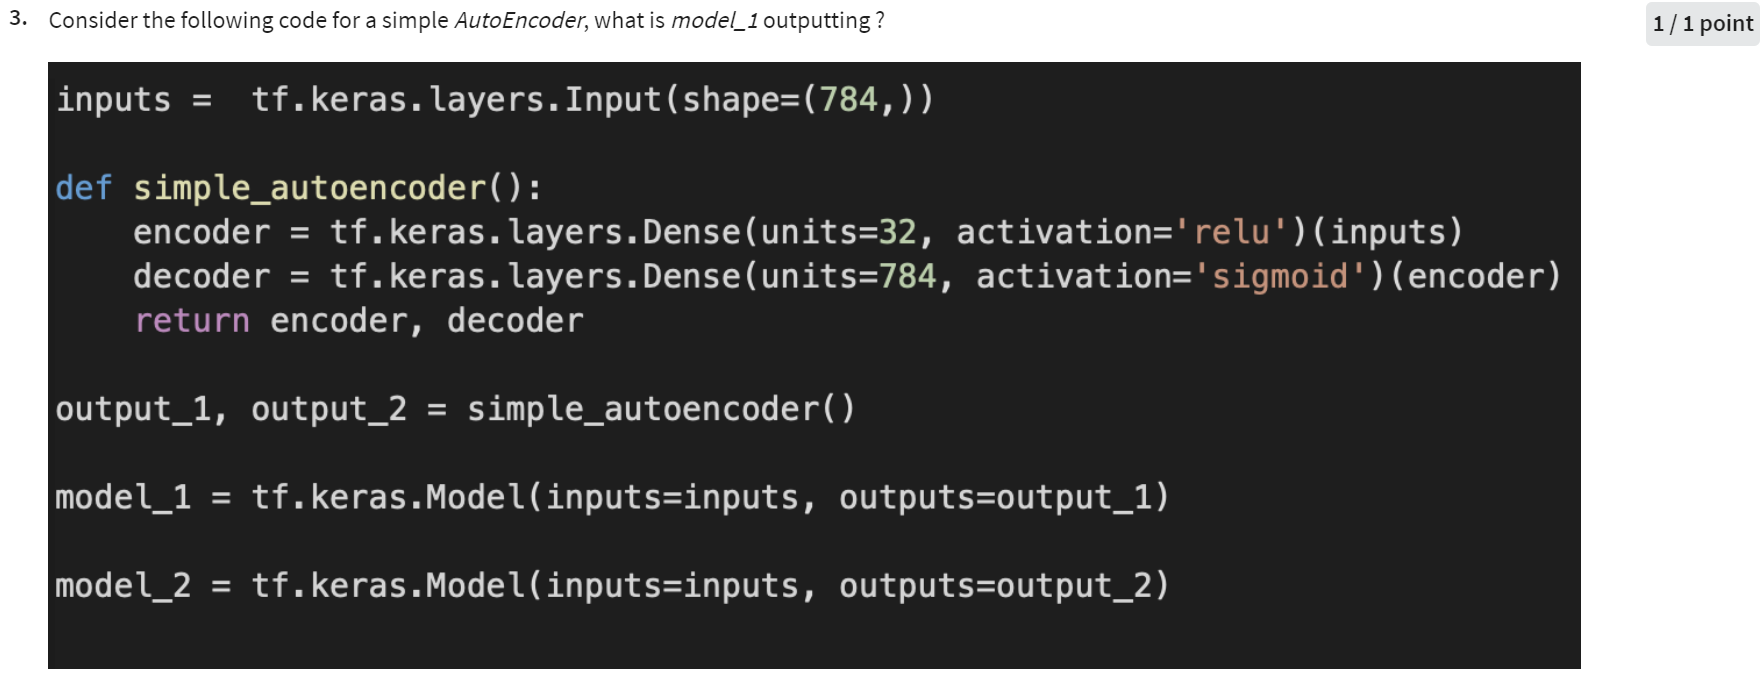 3. Consider the following code for a simple AutoEncoder, what is model_1 outputting ?
1 / 1 point
inputs =  tf.keras.layers.Input(shape=(784,))
def simple_autoencoder():
    encoder = tf.keras.layers.Dense(units=32, activation='relu')(inputs)
    decoder = tf.keras.layers.Dense(units=784, activation='sigmoid')(encoder)
    return encoder, decoder
output_1, output_2 = simple_autoencoder()
model_1 = tf.keras.Model(inputs=inputs, outputs=output_1)
model_2 = tf.keras.Model(inputs=inputs, outputs=output_2)